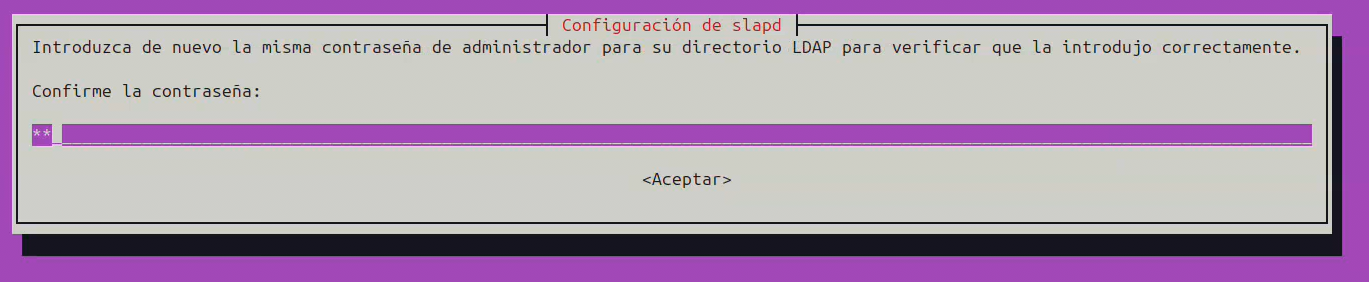 Configuración de slapd
Introduzca de nuevo la misma contraseña de administrador para su directorio LDAP para verificar que la introdujo correctamente.
Confirme la contraseña:
**
<Aceptar>